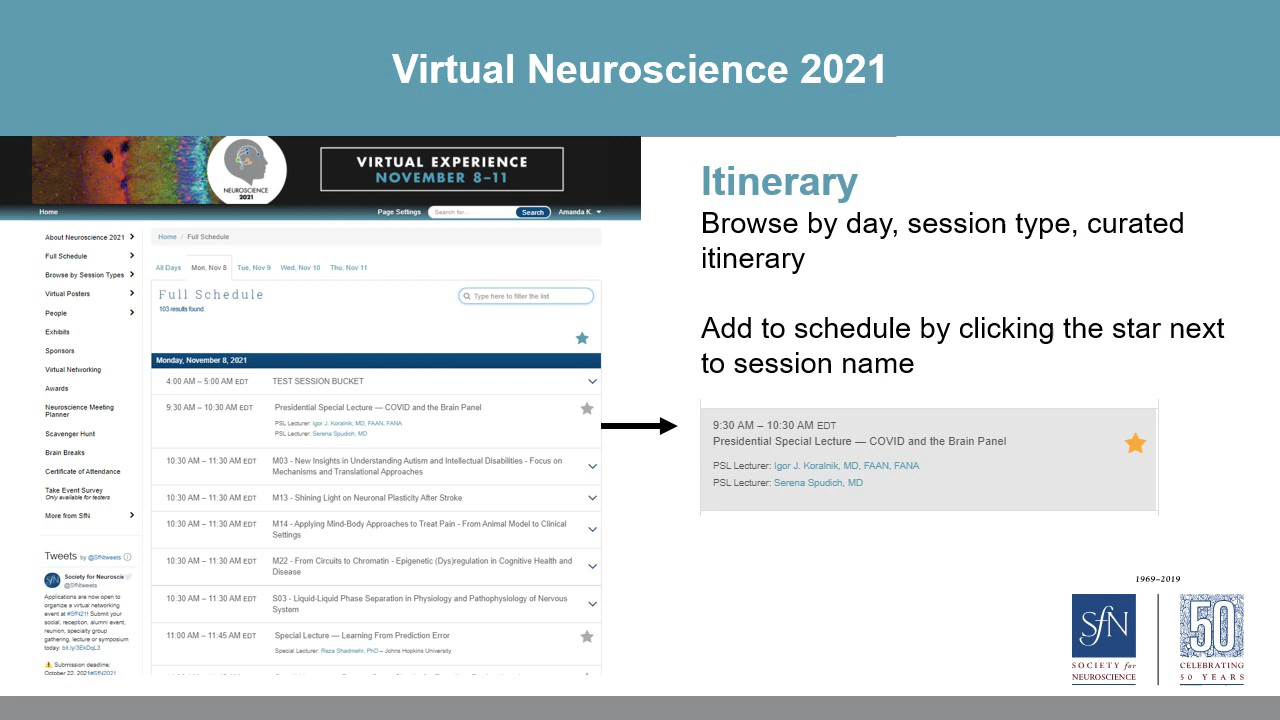 Virtual Neuroscience 2021
NEUROSCIENCE
2021
VIRTUAL EXPERIENCE
NOVEMBER 8–11
Home
Page Settings
Search for...
Search
Amanda K.
About Neuroscience 2021
Full Schedule
Browse by Session Types
Virtual Posters
People
Exhibits
Sponsors
Virtual Networking
Awards
Neuroscience Meeting
Planner
Scavenger Hunt
Brain Breaks
Certificate of Attendance
Take Event Survey
Only available for testers
More from SfN
Tweets by @SfNtweets
SfN
Society for Neuroscie
@SfNtweets
Applications are now open to
organize a virtual networking
event at #SfN21! Submit your
social, reception, alumni event,
reunion, specialty group
gathering, lecture or symposium
today: bit.ly/3EkDqL3
Submission deadline:
October 22, 2021#SfN2021
Home / Full Schedule
All Days
Mon, Nov 8
Tue, Nov 9
Wed, Nov 10
Thu, Nov 11
Full Schedule
103 results found
Type here to filter the list
Monday, November 8, 2021
4:00 AM – 5:00 AM EDT TEST SESSION BUCKET
9:30 AM – 10:30 AM EDT Presidential Special Lecture — COVID and the Brain Panel
PSL Lecturer: Igor J. Koralnik, MD, FAAN, FANA
PSL Lecturer: Serena Spudich, MD
10:30 AM – 11:30 AM EDT M03 - New Insights in Understanding Autism and Intellectual Disabilities - Focus on
Mechanisms and Translational Approaches
10:30 AM – 11:30 AM EDT M13 - Shining Light on Neuronal Plasticity After Stroke
10:30 AM – 11:30 AM EDT M14 - Applying Mind-Body Approaches to Treat Pain - From Animal Model to Clinical
Settings
10:30 AM – 11:30 AM EDT M22 - From Circuits to Chromatin - Epigenetic (Dys)regulation in Cognitive Health and
Disease
10:30 AM – 11:30 AM EDT S03 - Liquid-Liquid Phase Separation in Physiology and Pathophysiology of Nervous
System
11:00 AM – 11:45 AM EDT Special Lecture — Learning From Prediction Error
Special Lecturer: Reza Shadmehr, PhD – Johns Hopkins University
Itinerary
Browse by day, session type, curated
itinerary
Add to schedule by clicking the star next
to session name
9:30 AM – 10:30 AM EDT
Presidential Special Lecture — COVID and the Brain Panel
PSL Lecturer: Igor J. Koralnik, MD, FAAN, FANA
PSL Lecturer: Serena Spudich, MD
1969–2019
SfN
SOCIETY for
NEUROSCIENCE
50
CELEBRATING
50 YEARS